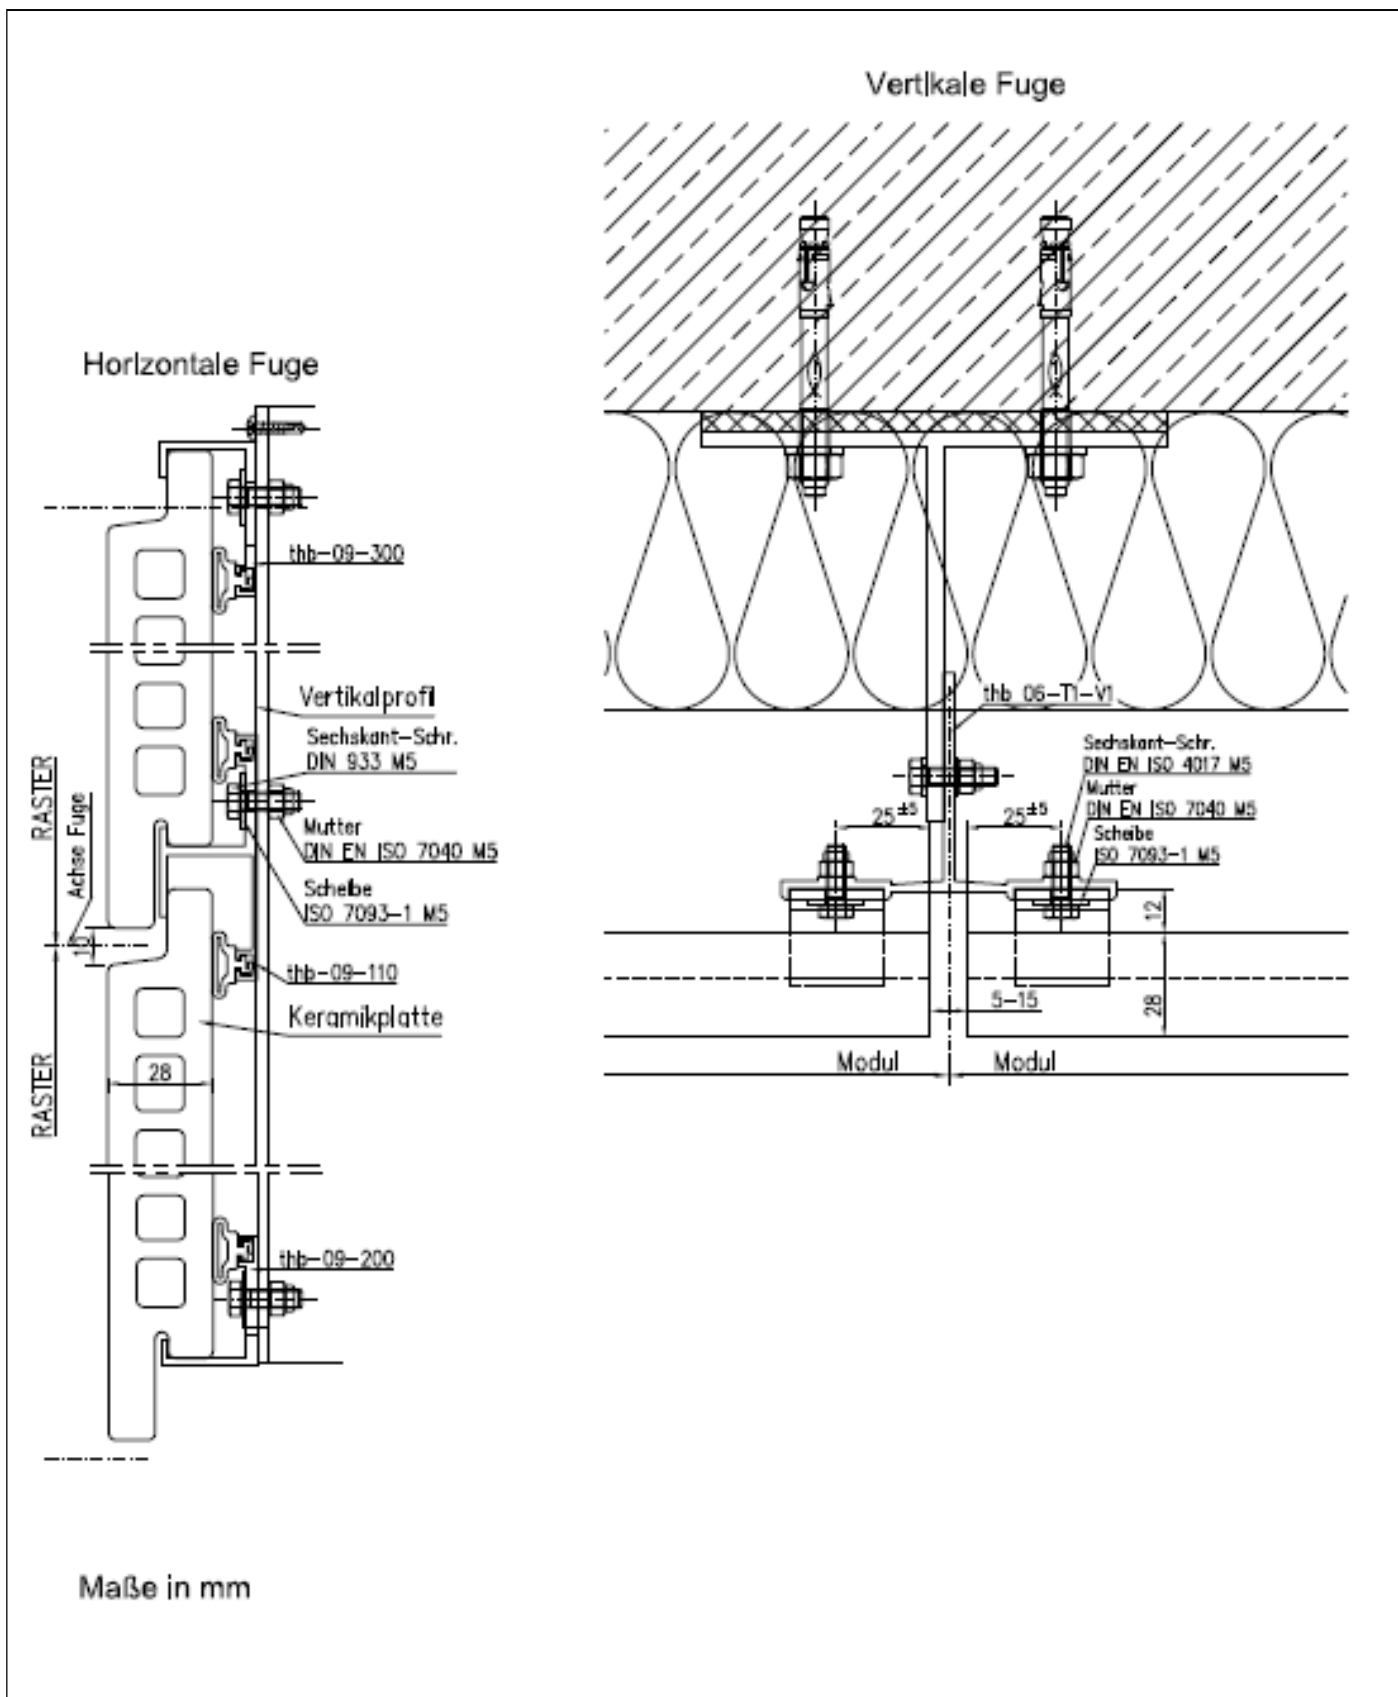 Vertikale Fuge
Horizontale Fuge
thb-09-300
Vertikalprofil
Sechskant-Schr.
DIN 933 M5
RASTER
Achse Fuge
10
Mutter
DIN EN ISO 7040 M5
Scheibe
ISO 7093-1 M5
thb-09-110
Keramikplatte
28
RASTER
thb-09-200
thb 06-T1-V1
Sechskant-Schr.
DIN EN ISO 4017 M5
Mutter
DIN EN ISO 7040 M5
Scheibe
ISO 7093-1 M5
25±5
25±5
12
5-15
28
Modul
Modul
Maße in mm